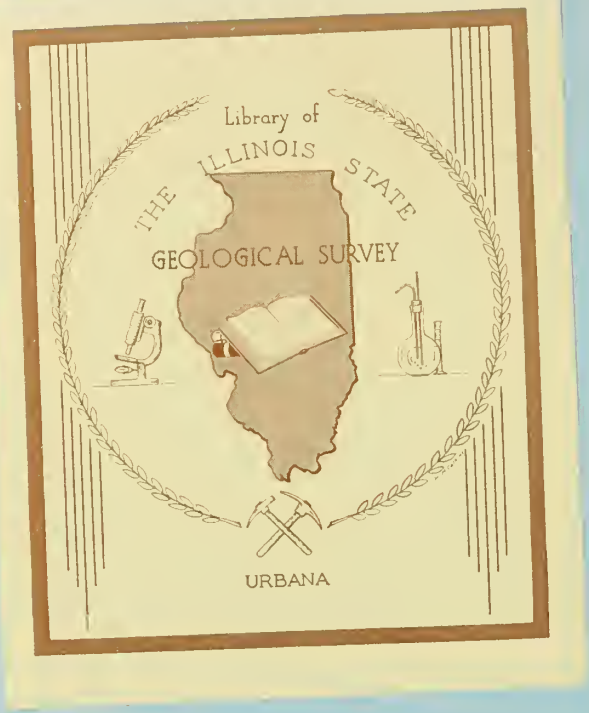 Library of
THE ILLINOIS STATE
GEOLOGICAL SURVEY
URBANA